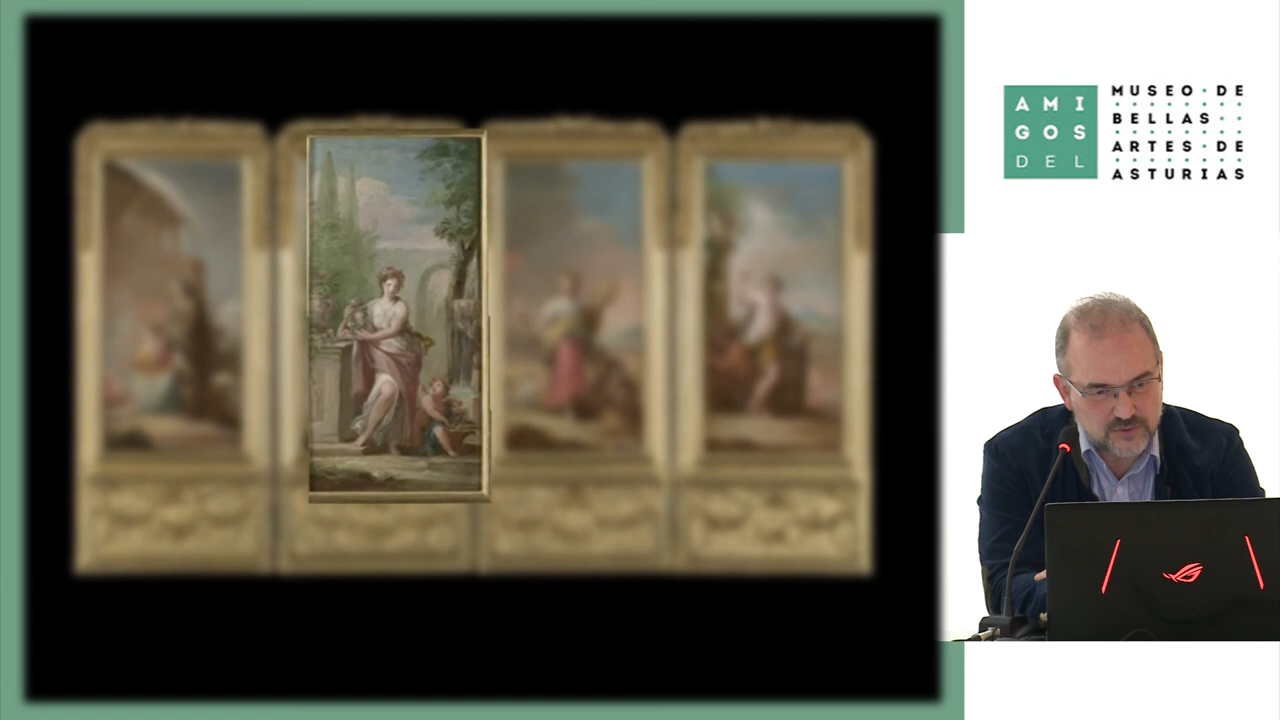 AMI
GOS
DEL
MUSEO·DE
BELLAS
ARTES·DE
ASTURIAS